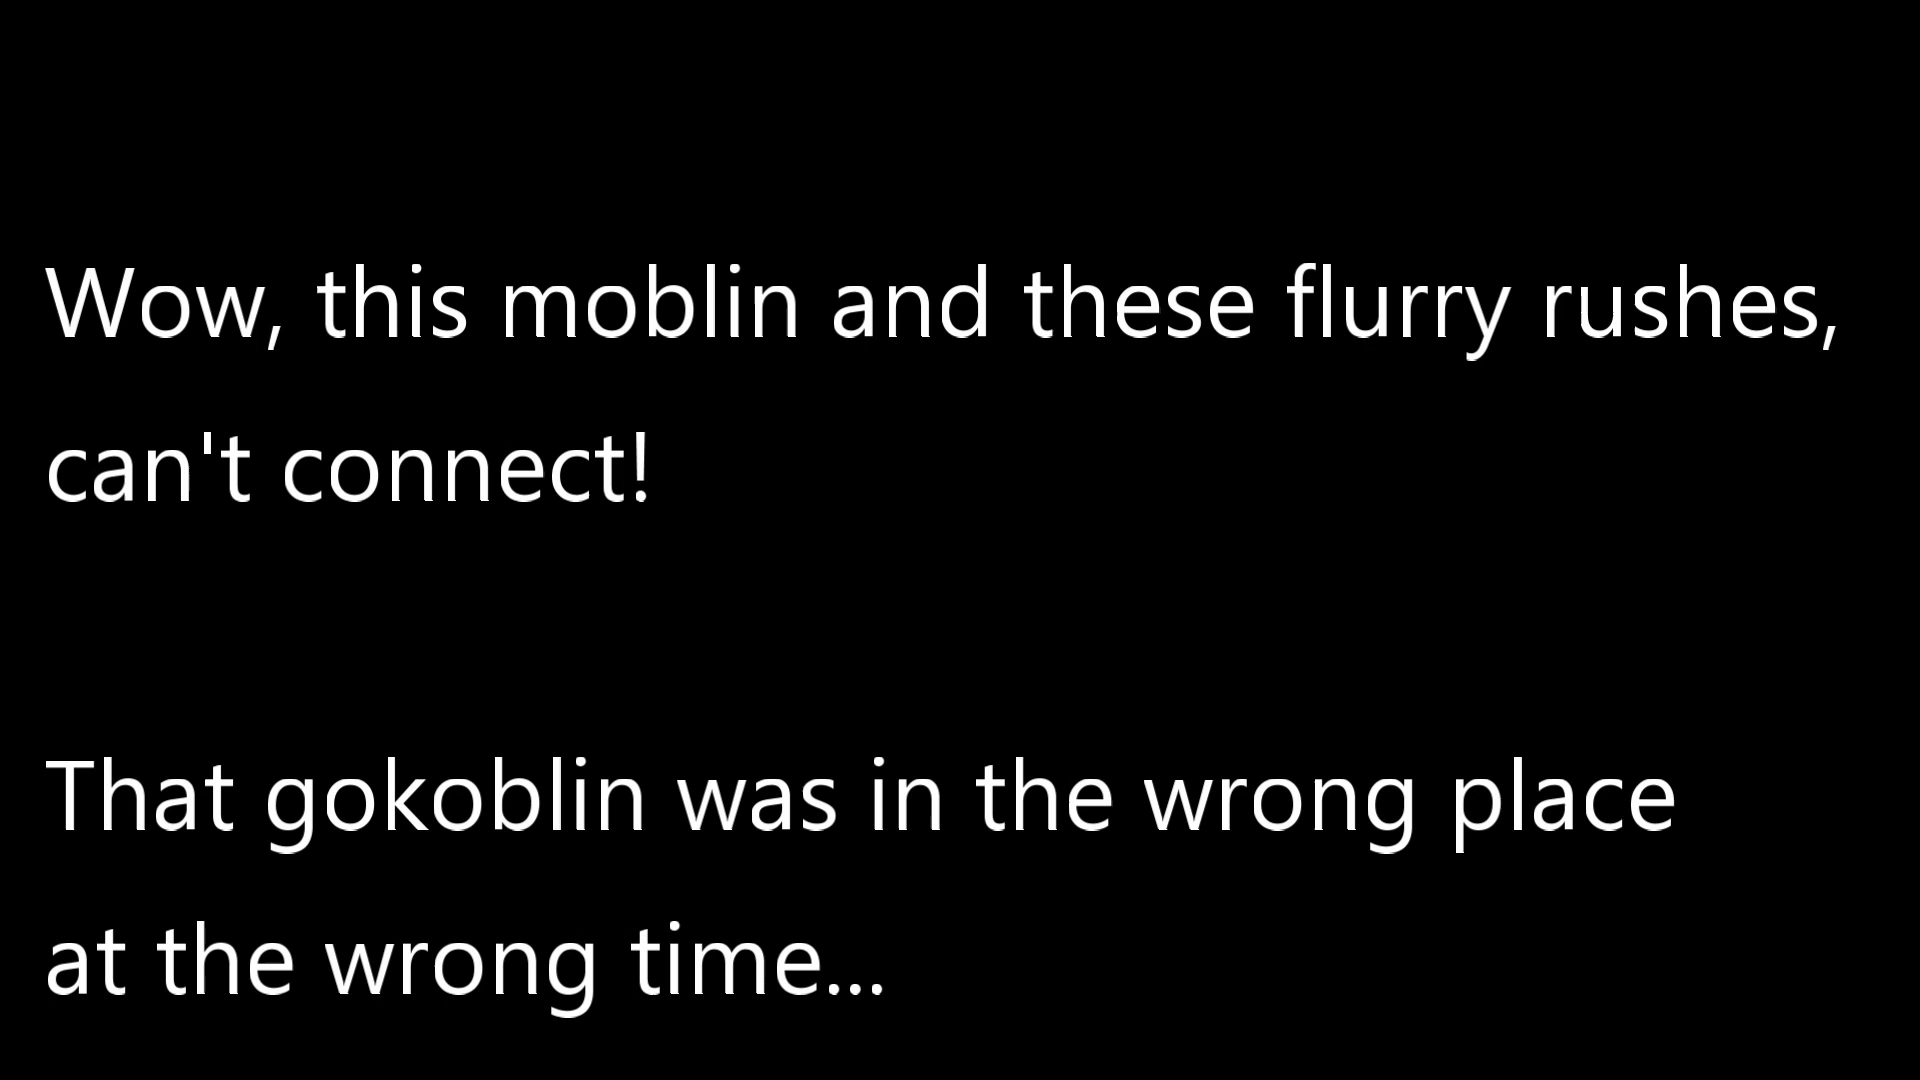 Wow, this moblin and these flurry rushes,
can't connect!
That gokoblin was in the wrong place
at the wrong time...